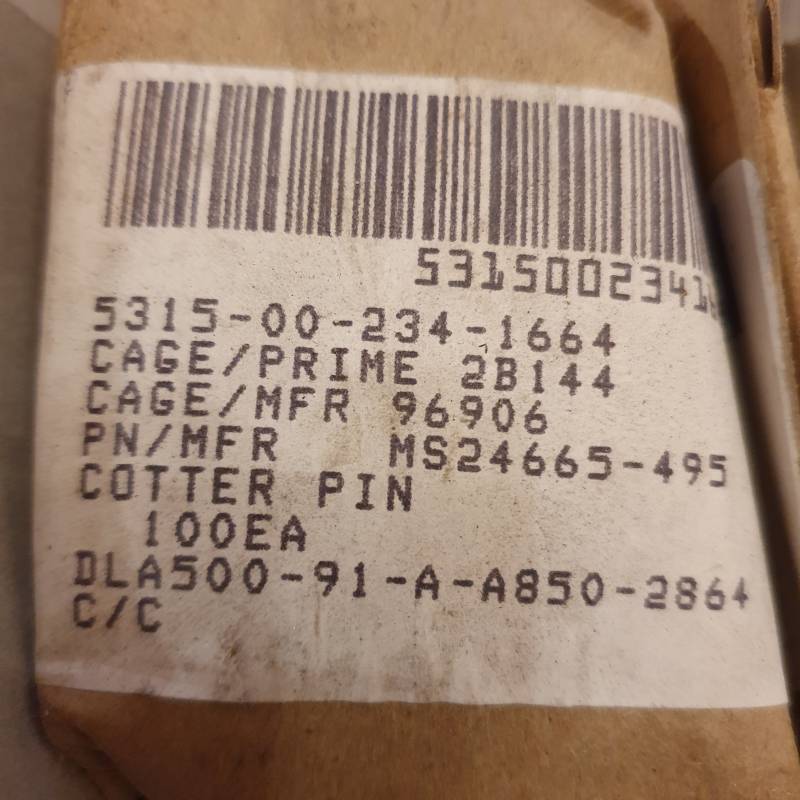 5315002341
5315-00-234-1664
CAGE/PRIME 2B144
CAGE/MFR 96906
PN/MFR MS24665-495
COTTER PIN
100EA
DLA500-91-A-A850-2864
C/C